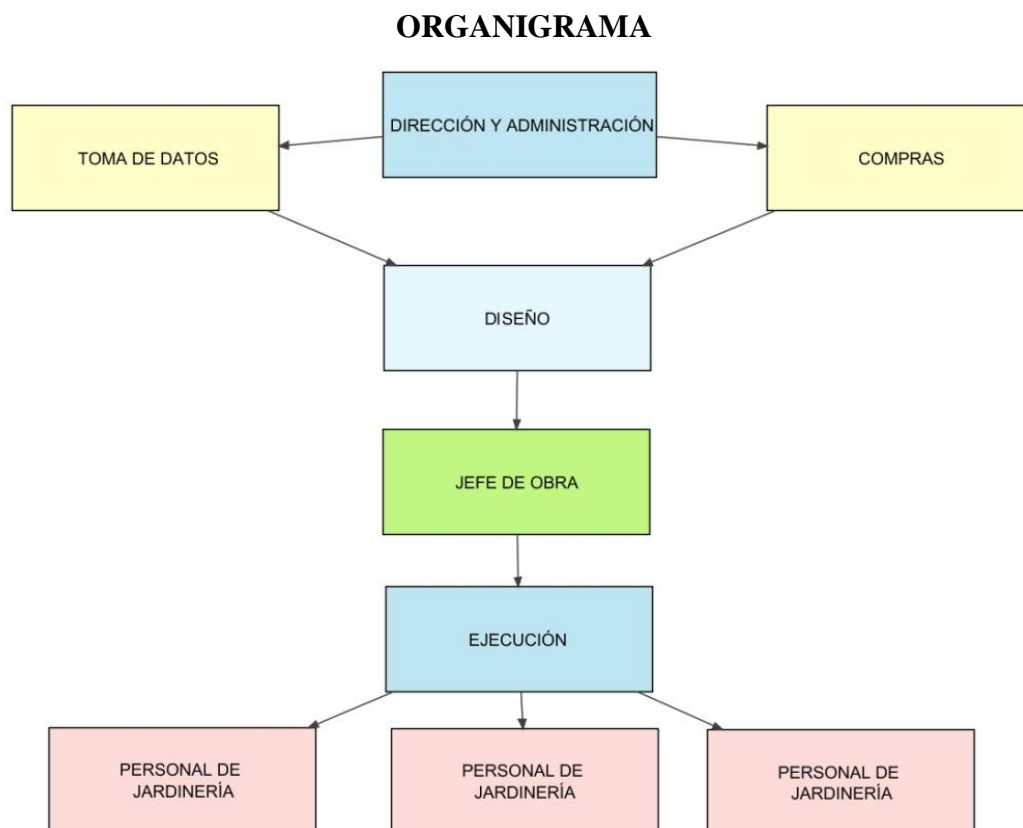 ORGANIGRAMA
DIRECCIÓN Y ADMINISTRACIÓN
TOMA DE DATOS
COMPRAS
DISEÑO
JEFE DE OBRA
EJECUCIÓN
PERSONAL DE
JARDINERÍA
PERSONAL DE
JARDINERÍA
PERSONAL DE
JARDINERÍA